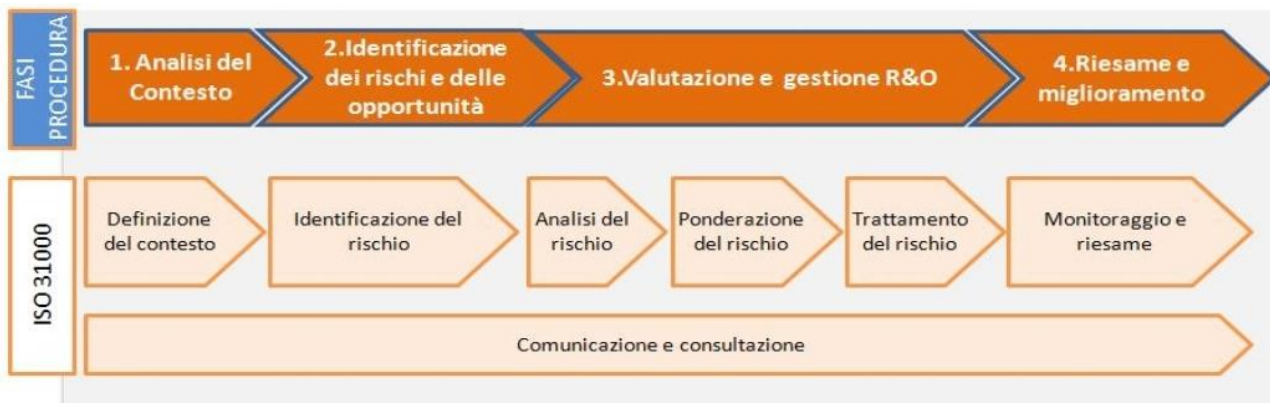 FASI
PROCEDURA
1. Analisi del
Contesto
2.Identificazione
dei rischi e delle
opportunità
3.Valutazione e gestione R&O
4.Riesame e
miglioramento
ISO 31000
Definizione
del contesto
Identificazione del
rischio
Analisi del
rischio
Ponderazione
del rischio
Trattamento
del rischio
Monitoraggio e
riesame
Comunicazione e consultazione